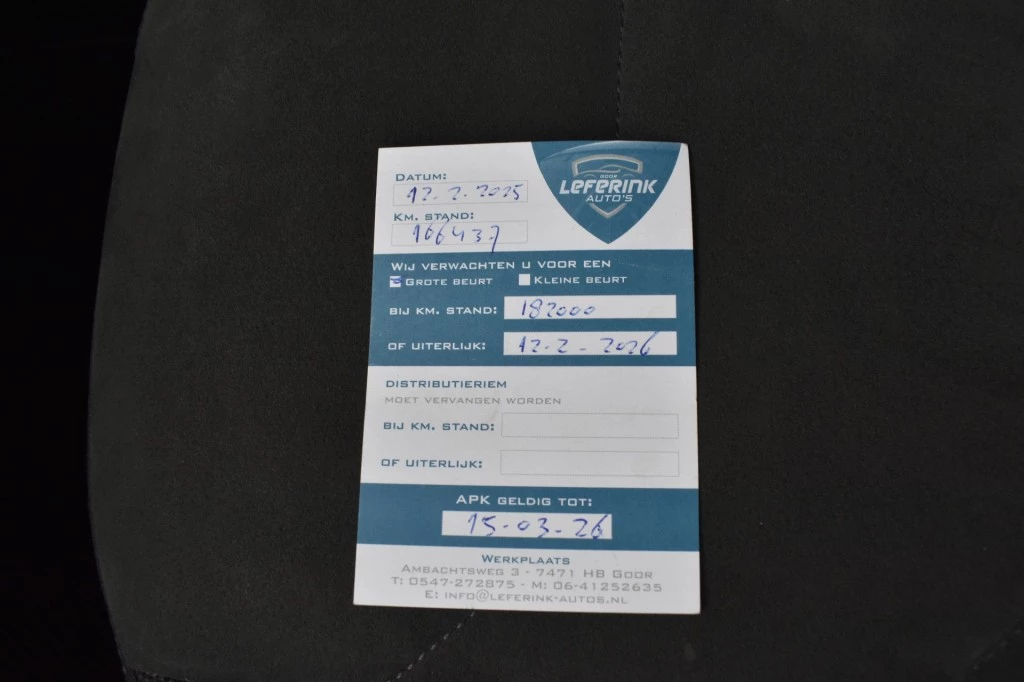 DATUM:
12-2-2025
GOOR
LEFERINK
AUTO'S
KM. STAND:
166437
WIJ VERWACHTEN U VOOR EEN
GROTE BEURT KLEINE BEURT
BIJ KM. STAND: 182000
OF UITERLIJK: 12-2-2026
DISTRIBUTIERIEM
MOET VERVANGEN WORDEN
BIJ KM. STAND:
OF UITERLIJK:
APK GELDIG TOT:
15-03-26
WERKPLAATS
AMBACHTSWEG 3 - 7471 HB GOOR
T: 0547-272875 - M: 06-41252635
E: INFO@LEFERINK-AUTOS.NL